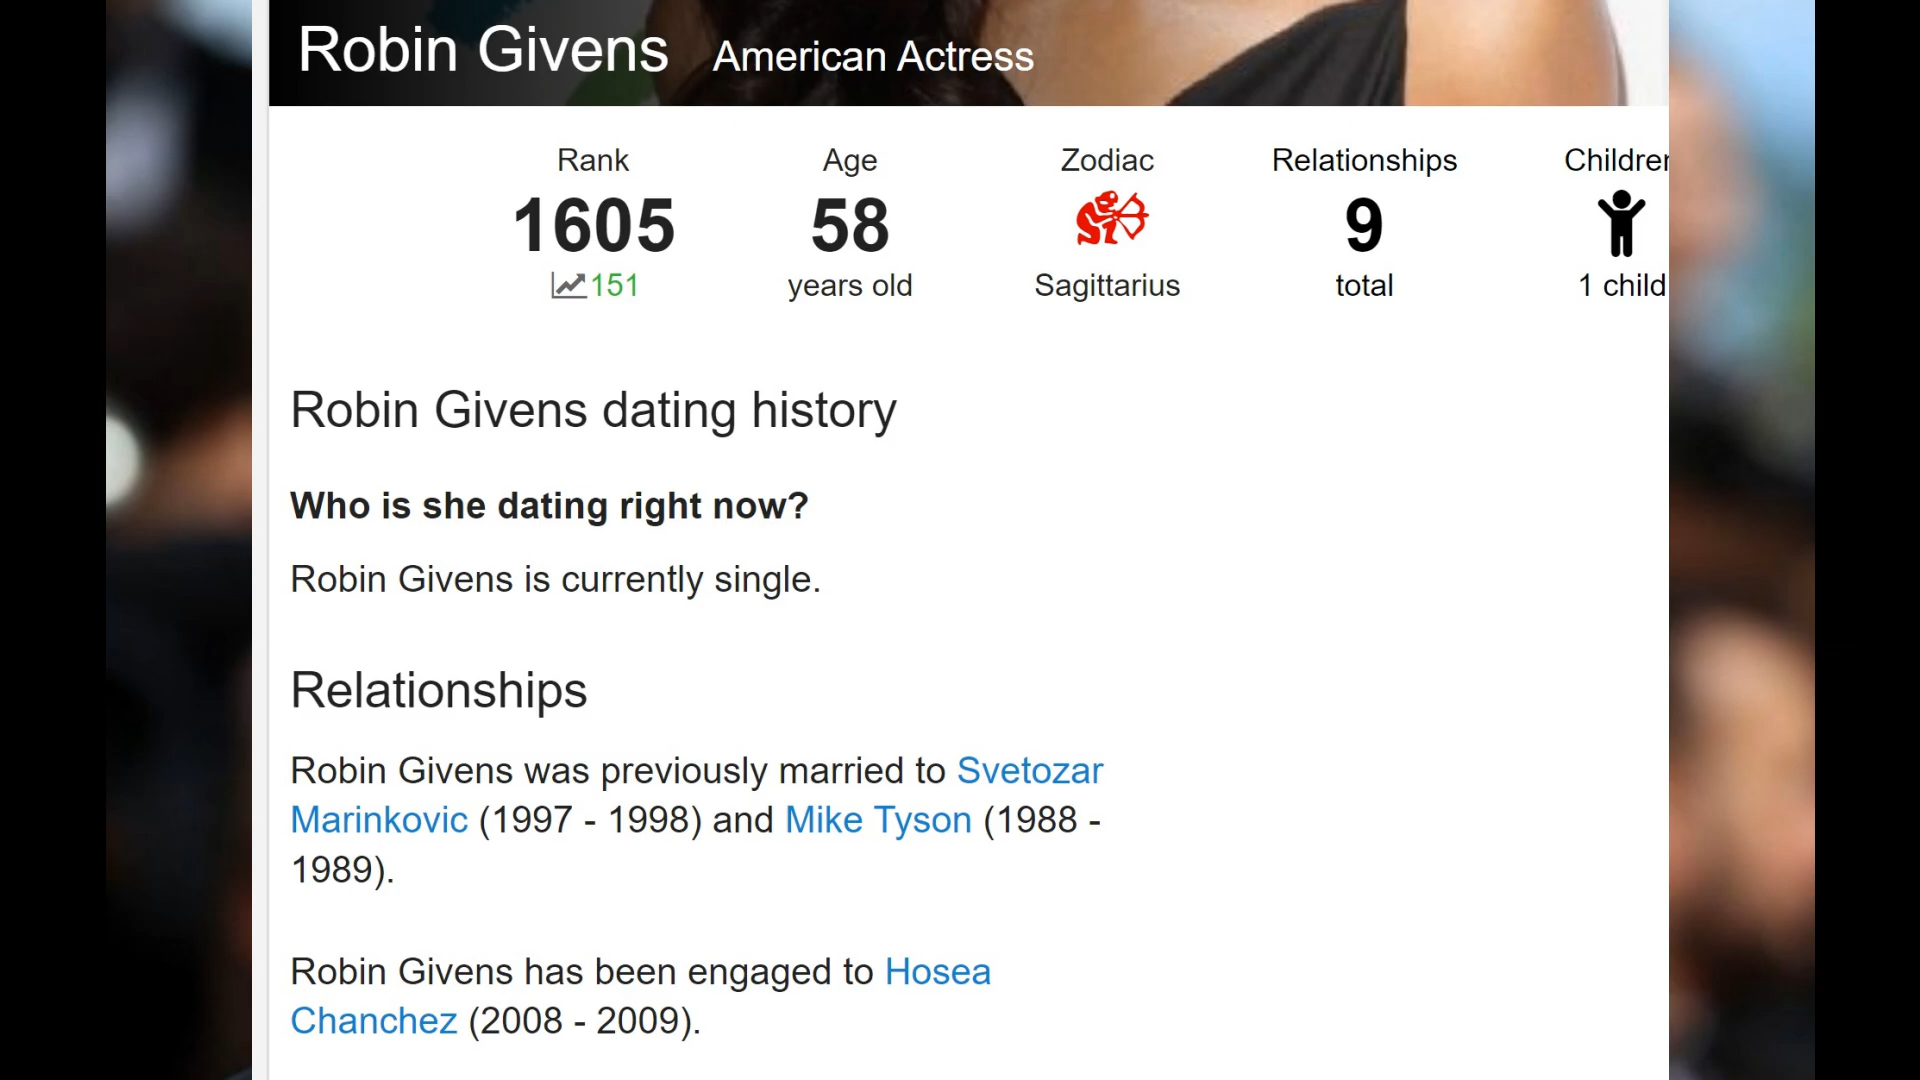 Robin Givens American Actress
Rank Age Zodiac Relationships Children
1605 58 9
151 years old Sagittarius total 1 child
Robin Givens dating history
Who is she dating right now?
Robin Givens is currently single.
Relationships
Robin Givens was previously married to Svetozar
Marinkovic (1997 - 1998) and Mike Tyson (1988 -
1989).
Robin Givens has been engaged to Hosea
Chanchez (2008 - 2009).